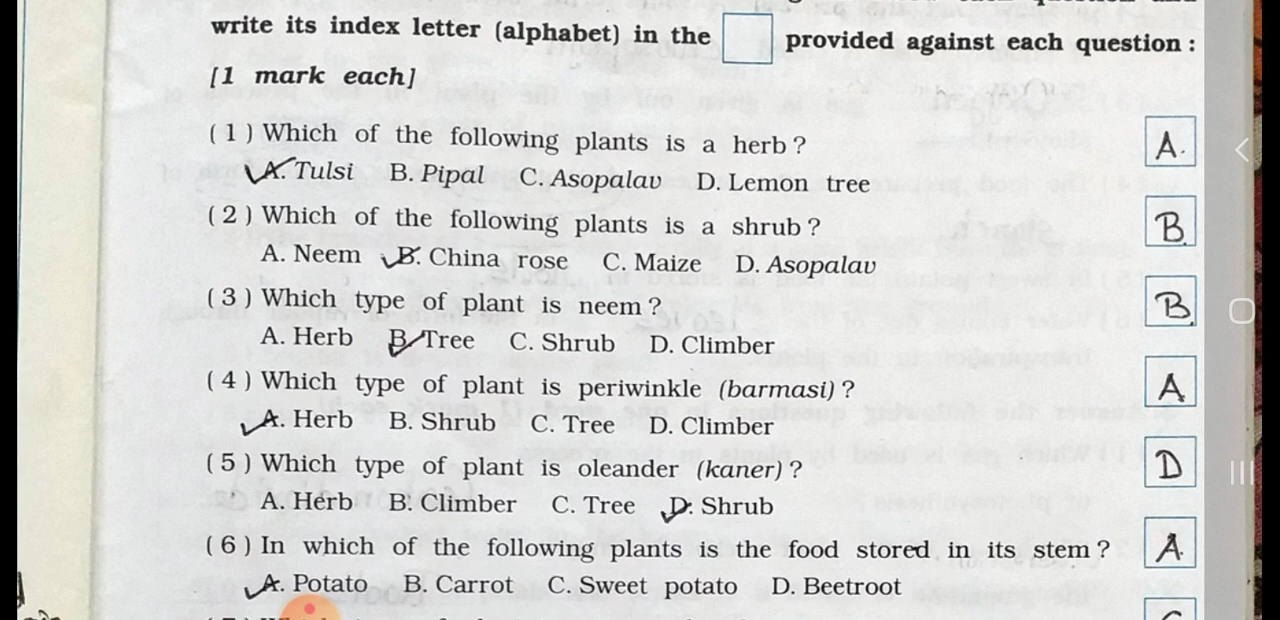 write its index letter (alphabet) in the provided against each question :
[1 mark each]
( 1 ) Which of the following plants is a herb ? A.
A. Tulsi B. Pipal C. Asopalav D. Lemon tree
( 2 ) Which of the following plants is a shrub ? B.
A. Neem B. China rose C. Maize D. Asopalav
( 3 ) Which type of plant is neem ? B.
A. Herb B. Tree C. Shrub D. Climber
( 4 ) Which type of plant is periwinkle (barmasi) ? A
A. Herb B. Shrub C. Tree D. Climber
( 5 ) Which type of plant is oleander (kaner) ? D
A. Herb B. Climber C. Tree D. Shrub
( 6 ) In which of the following plants is the food stored in its stem ? A
A. Potato B. Carrot C. Sweet potato D. Beetroot